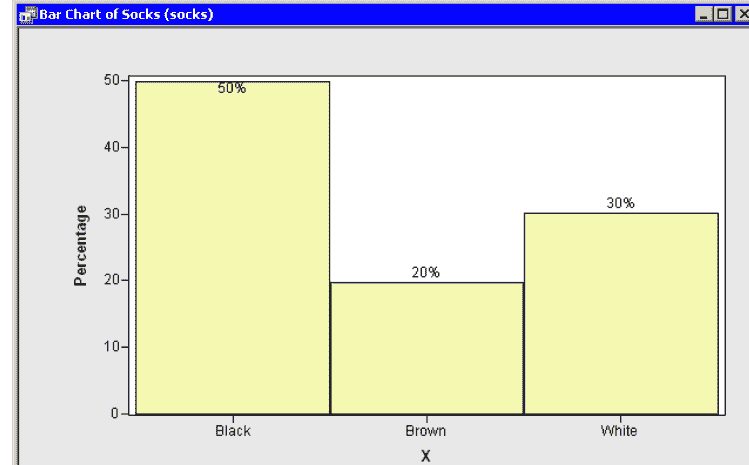 Bar Chart of Socks (socks)
50
50%
40
30
30%
20
20%
10
0
Percentage
Black
Brown
White
X